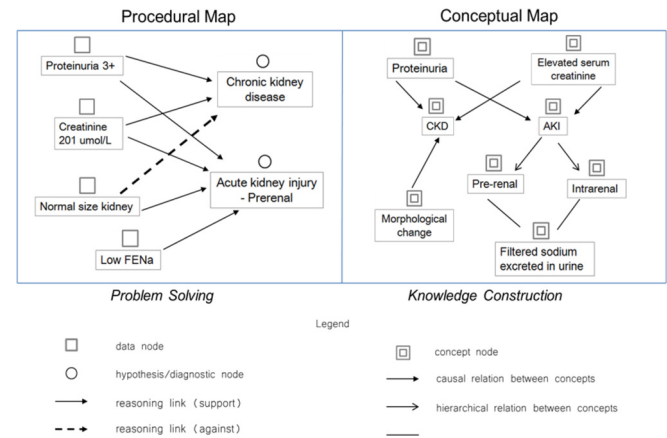 Procedural Map
Conceptual Map
Proteinuria 3+
Chronic kidney
disease
Creatinine
201 umol/L
Acute kidney injury
- Prerenal
Normal size kidney
Low FENa
Proteinuria
Elevated serum
creatinine
CKD
AKI
Pre-renal
Intrarenal
Morphological
change
Filtered sodium
excreted in urine
Problem Solving
Knowledge Construction
Legend
data node
hypothesis/diagnostic node
reasoning link (support)
reasoning link (against)
concept node
causal relation between concepts
hierarchical relation between concepts